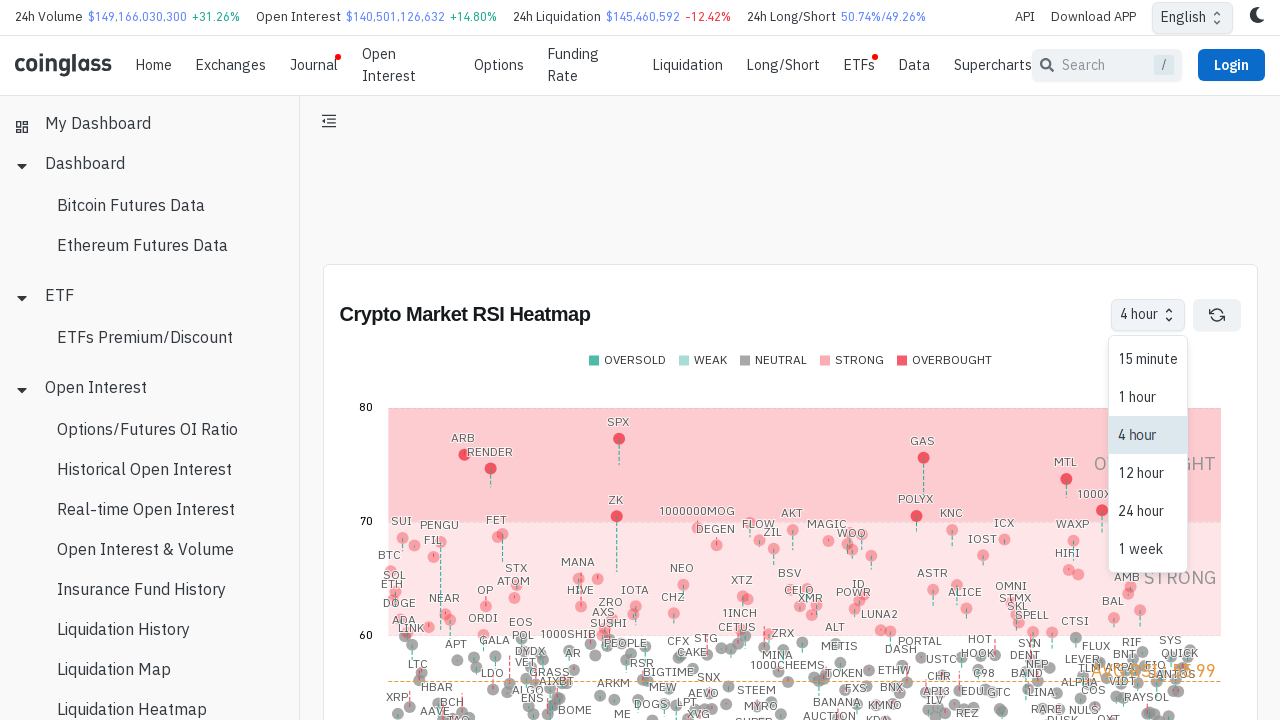 24h Volume $149,166,030,300 +31.26% Open Interest $140,501,126,632 +14.80% 24h Liquidation $145,460,592 -12.42% 24h Long/Short 50.74%/49.26% API Download APP English
coinglass Home Exchanges Journal Open Interest Options Funding Rate Liquidation Long/Short ETFs Data Supercharts Search / Login
My Dashboard
Dashboard
Bitcoin Futures Data
Ethereum Futures Data
ETF
ETFs Premium/Discount
Open Interest
Options/Futures OI Ratio
Historical Open Interest
Real-time Open Interest
Open Interest & Volume
Insurance Fund History
Liquidation History
Liquidation Map
Liquidation Heatmap
Crypto Market RSI Heatmap
4 hour
15 minute
1 hour
4 hour
12 hour
24 hour
1 week
OVERSOLD WEAK NEUTRAL STRONG OVERBOUGHT
80
SPX
ARB RENDER GAS
MTL
ZK POLYX
1000000MOG AKT KNC
70
SUI PENGU FET DEGEN FLOW ZIL MAGIC WOO ICX WAXP
FIL IOST
BTC MANA HIFI
SOL STX NEO BSV ASTR AMB
STRONG
ETH ATOM XTZ ID OMNI
DOGE NEAR OP HIVE IOTA CHZ CELO XMR POWR ALICE STMX BAL
ADA ORDI ZRO AXS 1INCH LUNA2 SKL SPELL
LINK EOS SUSHI CETUS ALT CTSI
60
APT GALA POL 1000SHIB PEOPLE CFX STG ZRX METIS PORTAL HOT SYN FLUX RIF SYS
DYDX AR CAKE MINA DASH HOOK DENT BNT QUICK
LTC VET RSR 1000CHEEMS USTC NFP LEVER
LDO GRASS BIGTIME TOKEN ETHW CHR C98 BAND SANTOS
HBAR ALGO AIXBT ARKM MEW SNX FXS BNX API3 EDU GTC LINA ALPHA COS VIDT
XRP BCH ENS DOGS LPT AEVO STEEM BANANA KMNO ILV RAYSOL
AAVE BOME ME XVG MYRO AUCTION REZ RARE NULS